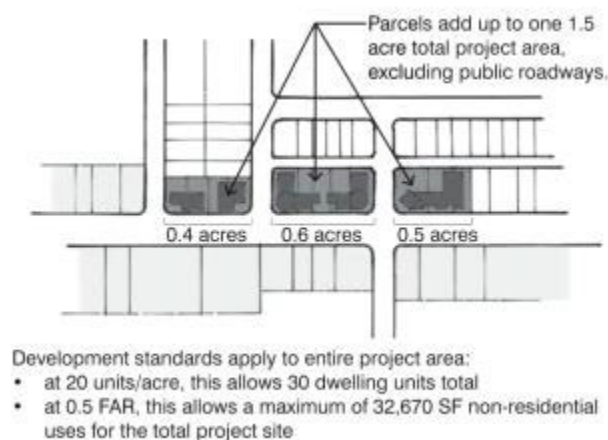 Parcels add up to one 1.5
acre total project area,
excluding public roadways.
0.4 acres
0.6 acres
0.5 acres
Development standards apply to entire project area:
• at 20 units/acre, this allows 30 dwelling units total
• at 0.5 FAR, this allows a maximum of 32,670 SF non-residential
uses for the total project site